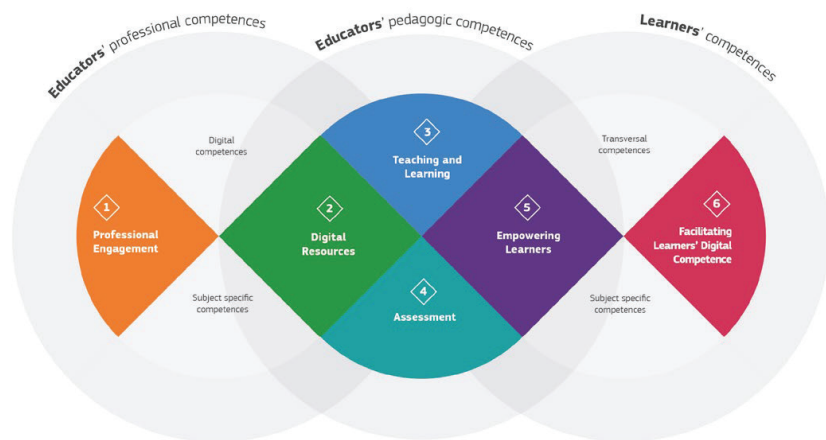 Educators' professional competences
Educators' pedagogic competences
Learners' competences
Digital
competences
Transversal
competences
3
Teaching and
Learning
1
Professional
Engagement
2
Digital
Resources
5
Empowering
Learners
6
Facilitating
Learners' Digital
Competence
4
Assessment
Subject specific
competences
Subject specific
competences